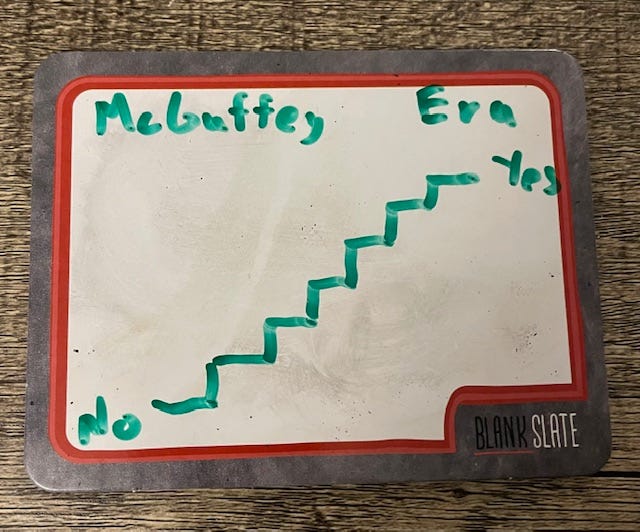 McGuffey Era
Yes
No
BLANK SLATE